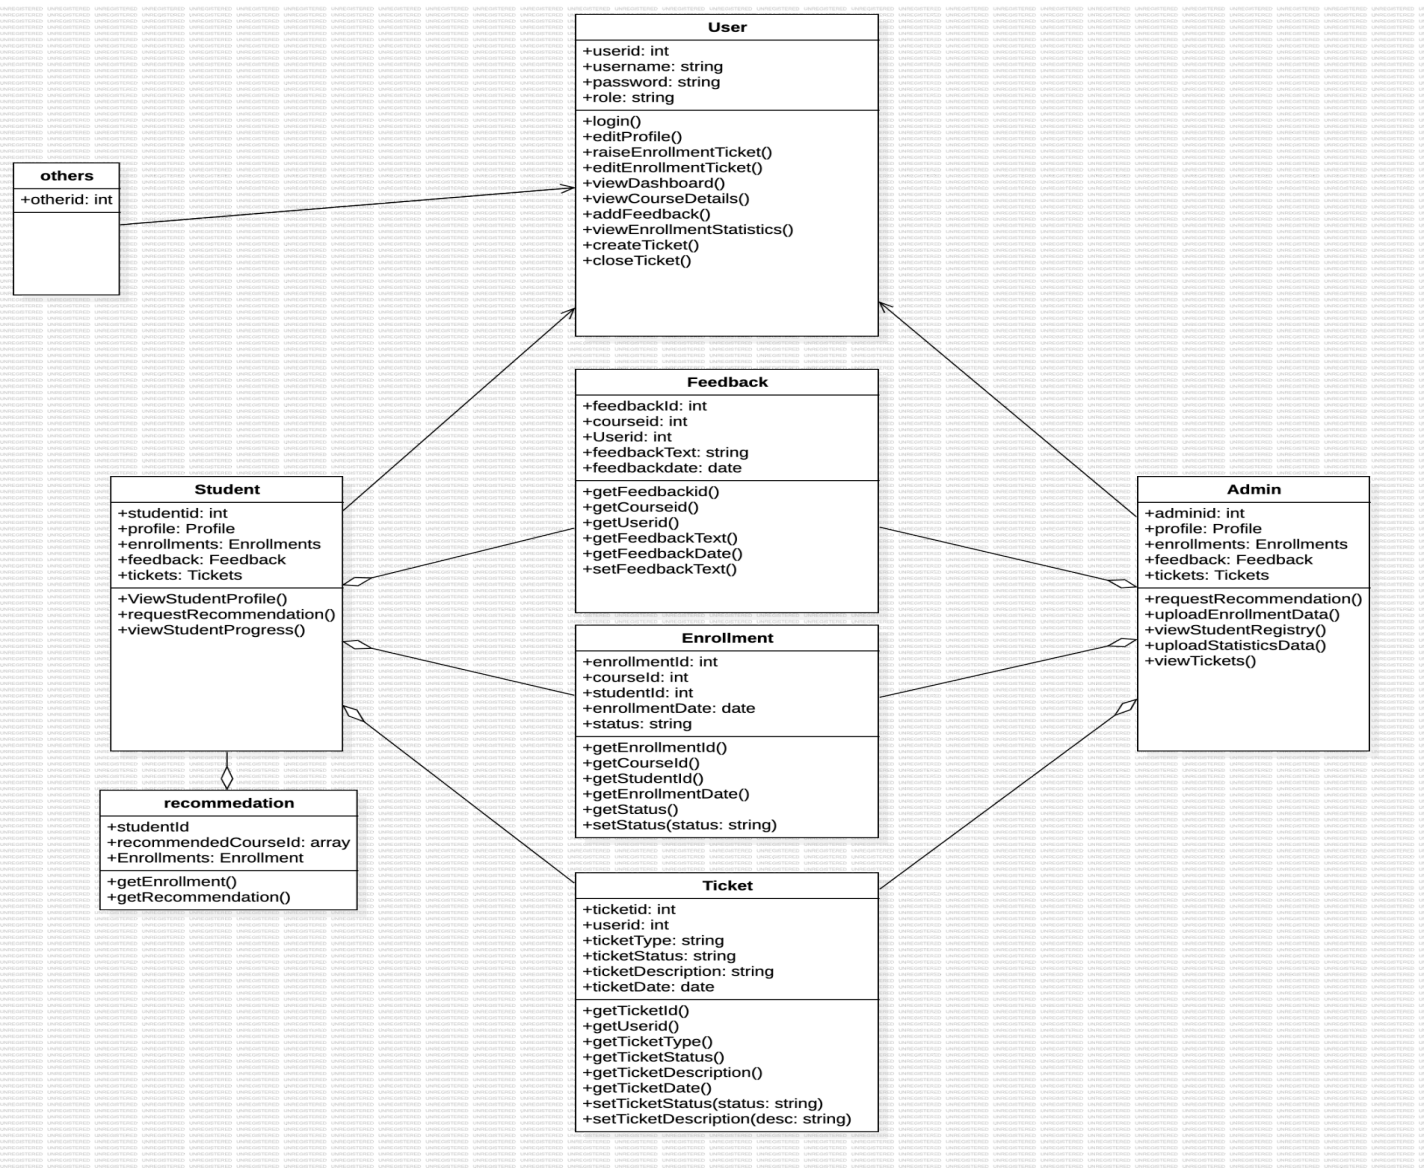 User
+userid: int
+username: string
+password: string
+role: string
+login()
+editProfile()
+raiseEnrollmentTicket()
+editEnrollmentTicket()
+viewDashboard()
+viewCourseDetails()
+addFeedback()
+viewEnrollmentStatistics()
+createTicket()
+closeTicket()
others
+otherid: int
Feedback
+feedbackId: int
+courseid: int
+Userid: int
+feedbackText: string
+feedbackdate: date
+getFeedbackid()
+getCourseid()
+getUserid()
+getFeedbackText()
+getFeedbackDate()
+setFeedbackText()
Student
+studentid: int
+profile: Profile
+enrollments: Enrollments
+feedback: Feedback
+tickets: Tickets
+ViewStudentProfile()
+requestRecommendation()
+viewStudentProgress()
Admin
+adminid: int
+profile: Profile
+enrollments: Enrollments
+feedback: Feedback
+tickets: Tickets
+requestRecommendation()
+uploadEnrollmentData()
+viewStudentRegistry()
+uploadStatisticsData()
+viewTickets()
Enrollment
+enrollmentId: int
+courseId: int
+studentId: int
+enrollmentDate: date
+status: string
+getEnrollmentId()
+getCourseId()
+getStudentId()
+getEnrollmentDate()
+getStatus()
+setStatus(status: string)
recommedation
+studentId
+recommendedCourseId: array
+Enrollments: Enrollment
+getEnrollment()
+getRecommendation()
Ticket
+ticketid: int
+userid: int
+ticketType: string
+ticketStatus: string
+ticketDescription: string
+ticketDate: date
+getTicketId()
+getUserid()
+getTicketType()
+getTicketStatus()
+getTicketDescription()
+getTicketDate()
+setTicketStatus(status: string)
+setTicketDescription(desc: string)